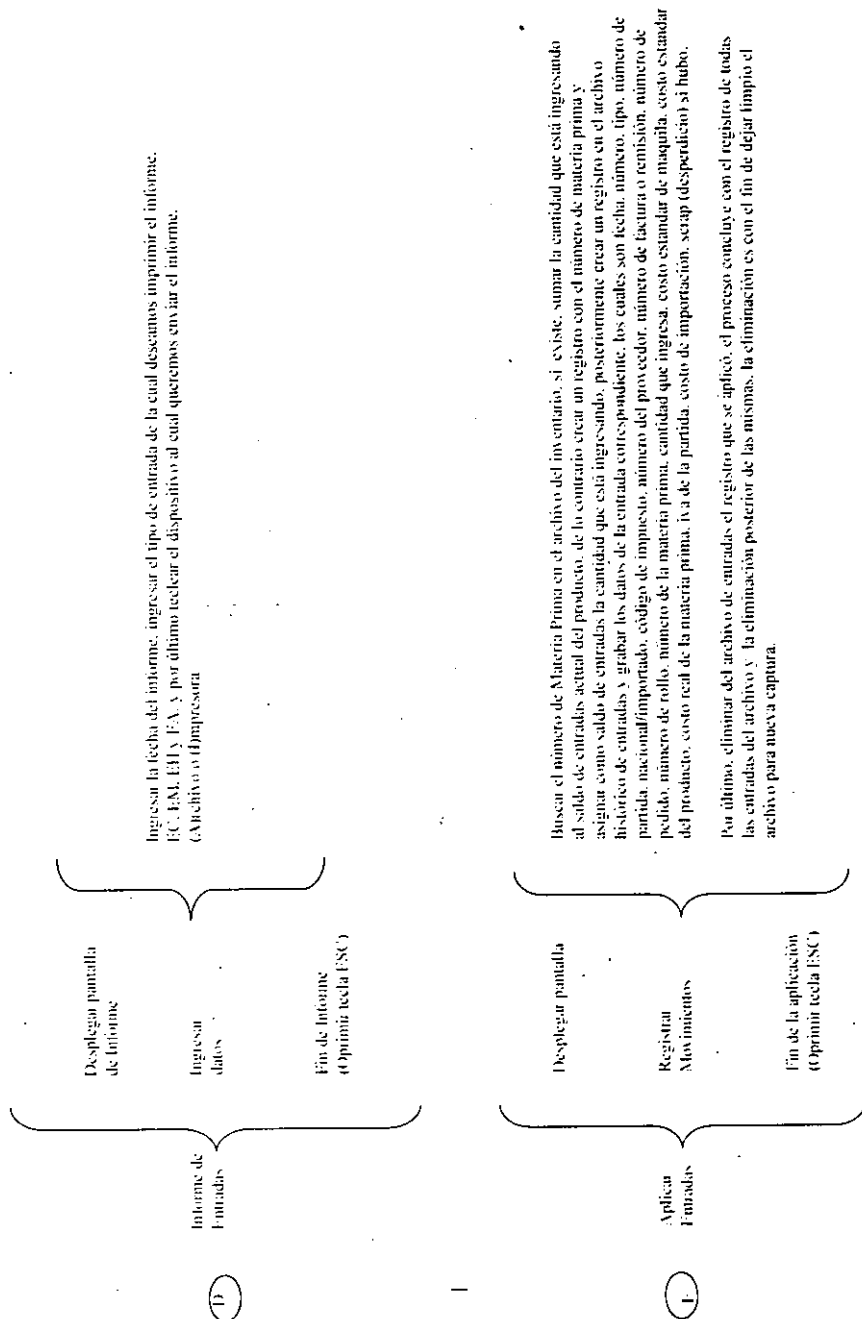 D
Informe de
Entradas
Desplegar pantalla
de Informe
Ingresar
datos
Fin de Informe
(Oprimir tecla ESC)
Ingresar la fecha del informe, ingresar el tipo de entrada de la cual deseamos imprimir el informe,
EC, EM, EH y EA, y por último teclear el dispositivo al cual queremos enviar el informe,
(A)rchivo o (I)mpresora
Aplicar
Entradas
Desplegar pantalla
Registrar
Movimientos
Fin de la aplicación
(Oprimir tecla ESC)
Buscar el número de Materia Prima en el archivo del inventario, si existe, sumar la cantidad que está ingresando
al saldo de entradas actual del producto, de lo contrario crear un registro con el número de materia prima y
asignar como saldo de entradas la cantidad que está ingresando, posteriormente crear un registro en el archivo
histórico de entradas y grabar los datos de la entrada correspondiente, los cuales son fecha, número, tipo, número de
partida, nacional/importado, código de impuesto, número del proveedor, número de factura o remisión, número de
pedido, número de rollo, número de la materia prima, cantidad que ingresa, costo estandar de maquila, costo estandar
del producto, costo real de la materia prima, iva de la partida, costo de importación, scrap (desperdicio) si hubo.
Por último, eliminar del archivo de entradas el registro que se aplicó, el proceso concluye con el registro de todas
las entradas del archivo y la eliminación posterior de las mismas, la eliminación es con el fin de dejar limpio el
archivo para nueva captura.